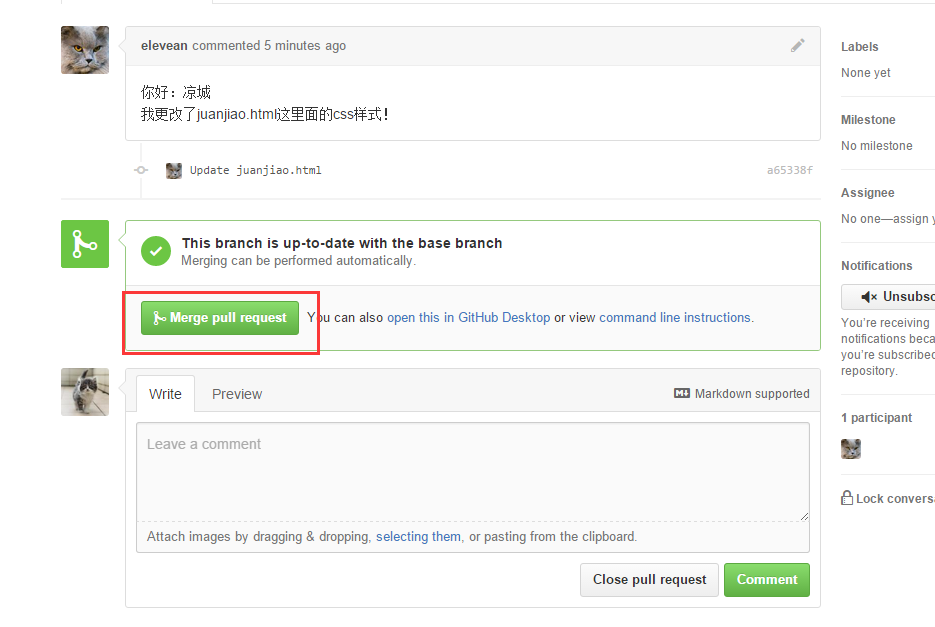 elevean commented 5 minutes ago
你好：凉城
我更改了juanjiao.html这里面的css样式！
Update juanjiao.html
a65338f
This branch is up-to-date with the base branch
Merging can be performed automatically.
Merge pull request
You can also open this in GitHub Desktop or view command line instructions.
Write
Preview
Markdown supported
Leave a comment
Attach images by dragging & dropping, selecting them, or pasting from the clipboard.
Close pull request
Comment
Labels
None yet
Milestone
No milestone
Assignee
No one—assign y
Notifications
Unsubsc
You're receiving
notifications beca
you're subscribed
repository.
1 participant
Lock conversa